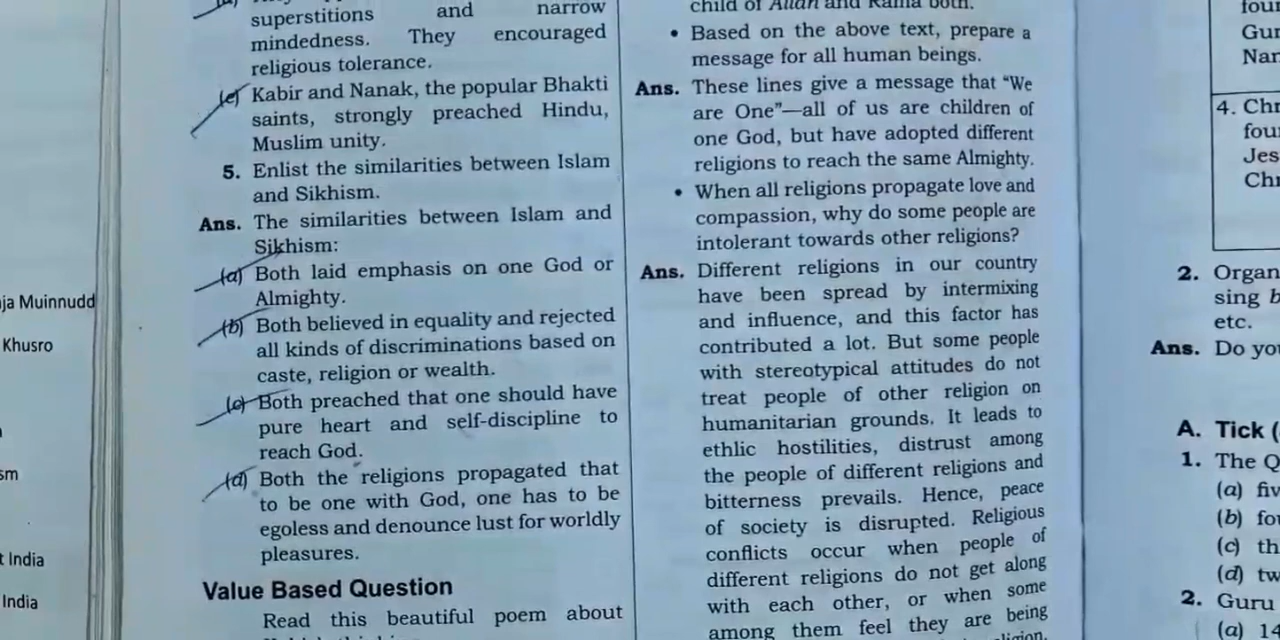 ja Muinnudd
Khusro
sm
t India
India
superstitions and narrow
mindedness. They encouraged
religious tolerance.
(e) Kabir and Nanak, the popular Bhakti
saints, strongly preached Hindu,
Muslim unity.
5. Enlist the similarities between Islam
and Sikhism.
Ans. The similarities between Islam and
Sikhism:
(a) Both laid emphasis on one God or
Almighty.
(b) Both believed in equality and rejected
all kinds of discriminations based on
caste, religion or wealth.
(c) Both preached that one should have
pure heart and self-discipline to
reach God.
(d) Both the religions propagated that
to be one with God, one has to be
egoless and denounce lust for worldly
pleasures.
Value Based Question
Read this beautiful poem about
child of Allah and Rama both.
• Based on the above text, prepare a
message for all human beings.
Ans. These lines give a message that “We
are One”—all of us are children of
one God, but have adopted different
religions to reach the same Almighty.
• When all religions propagate love and
compassion, why do some people are
intolerant towards other religions?
Ans. Different religions in our country
have been spread by intermixing
and influence, and this factor has
contributed a lot. But some people
with stereotypical attitudes do not
treat people of other religion on
humanitarian grounds. It leads to
ethlic hostilities, distrust among
the people of different religions and
bitterness prevails. Hence, peace
of society is disrupted. Religious
conflicts occur when people of
different religions do not get along
with each other, or when some
among them feel they are being
four
Gur
Nan
4. Chr
fou
Jes
Chr
2. Organ
sing b
etc.
Ans. Do you
A. Tick (
1. The Q
(a) fiv
(b) fo
(c) th
(d) tw
2. Guru
(a) 14